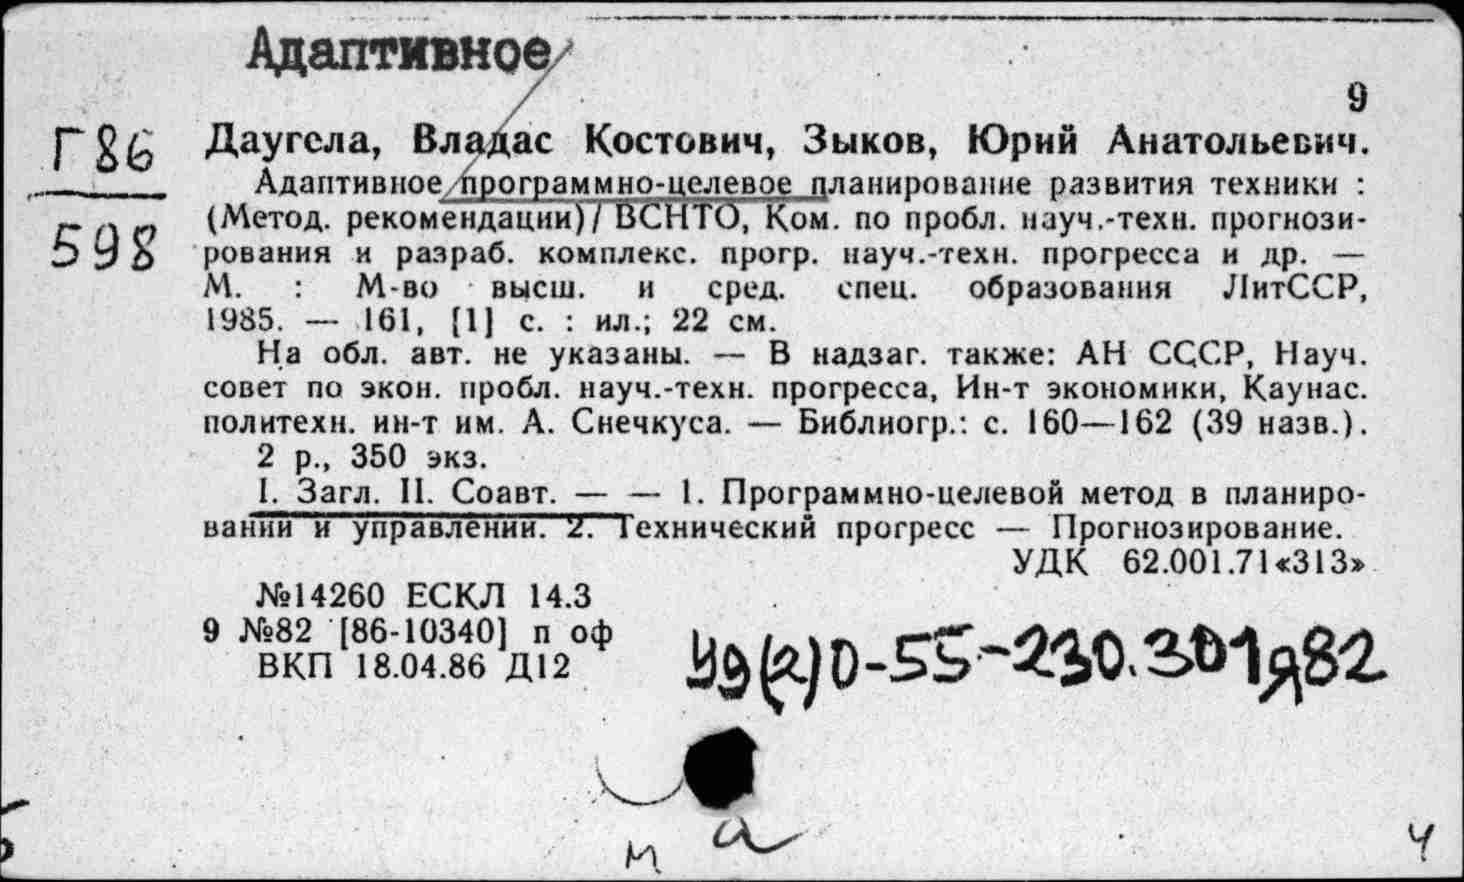 Адаптивное
9
Г86
598
Даугела, Владас Костович, Зыков, Юрий Анатольевич.
Адаптивное программно-целевое планирование развития техники :
(Метод. рекомендации) / ВСНТО, Ком. по пробл. науч.-техн. прогнози-
рования и разраб. комплекс. прогр. науч.-техн. прогресса и др. —
М. : М-во высш. и сред. спец. образования ЛитССР,
1985. — 161, [1] с. : ил.; 22 см.
На обл. авт. не указаны. — В надзаг. также: АН СССР, Науч.
совет по экон. пробл. науч.-техн. прогресса, Ин-т экономики, Каунас.
политехн. ин-т им. А. Снечкуса. — Библиогр.: с. 160—162 (39 назв.).
2 р., 350 экз.
I. Загл. II. Соавт. — — 1. Программно-целевой метод в планиро-
вании и управлении. 2. Технический прогресс — Прогнозирование.
УДК 62.001.71«313»
№14260 ЕСКЛ 14.3
9 №82 [86-10340] п оф
ВКП 18.04.86 Д12
У9(2)0-55-230.301я82
м а
ч